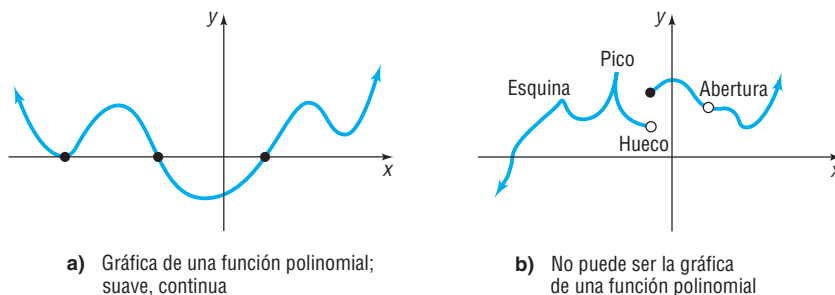 y
x
a) Gráfica de una función polinomial;
suave, continua
y
Pico
Esquina
Abertura
Hueco
x
b) No puede ser la gráfica
de una función polinomial